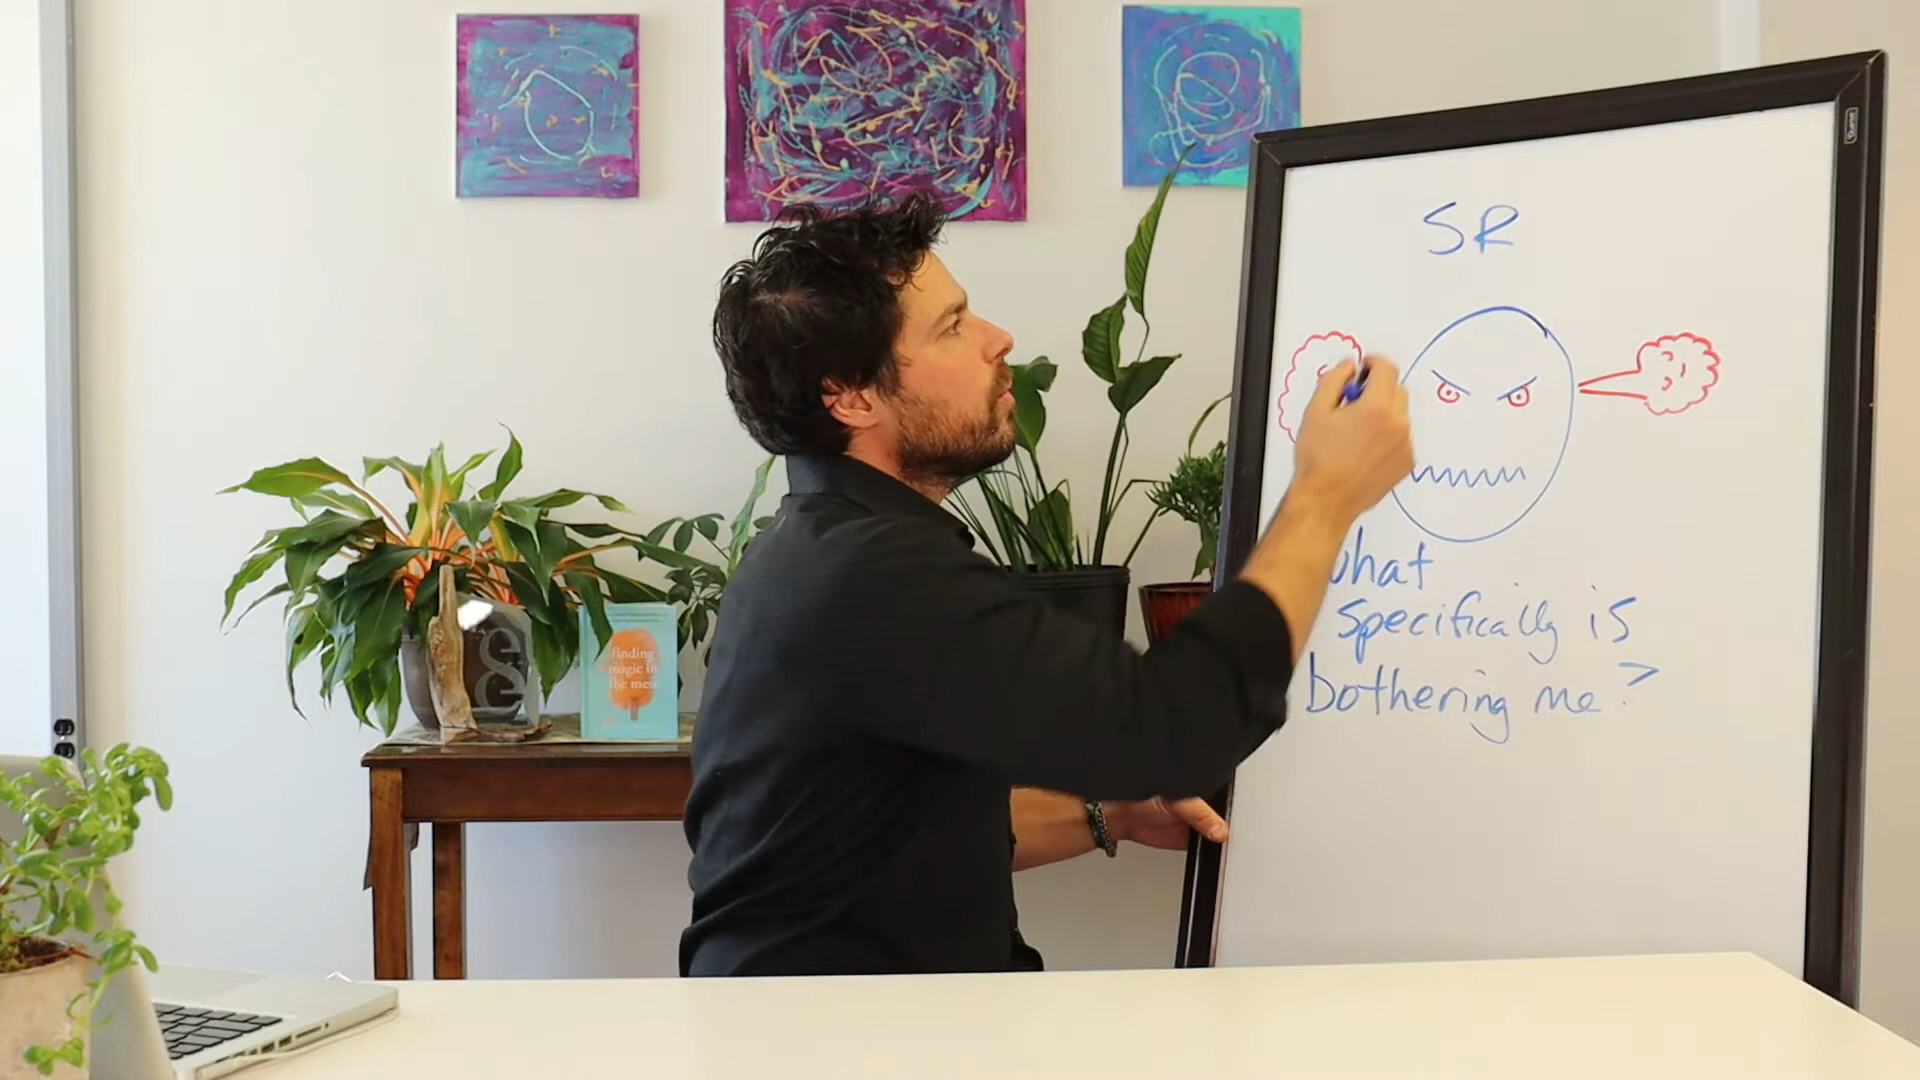 SR
what
specifically is
bothering me?
finding
magic in
the mess
&